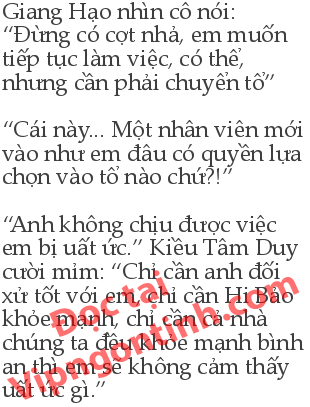 Giang Hạo nhìn cô nói:
“Đừng có cợt nhả, em muốn
tiếp tục làm việc, có thể,
nhưng cần phải chuyển tổ”
“Cái này... Một nhân viên mới
vào như em đâu có quyền lựa
chọn vào tổ nào chứ?!”
“Anh không chịu được việc
em bị uất ức.” Kiều Tâm Duy
cười mỉm: “Chỉ cần anh đối
xử tốt với em, chỉ cần Hi Bảo
khỏe mạnh, chỉ cần cả nhà
chúng ta đều khỏe mạnh bình
an thì em sẽ không cảm thấy
uất ức gì.”
Đọc tại
Vipngontinh.com